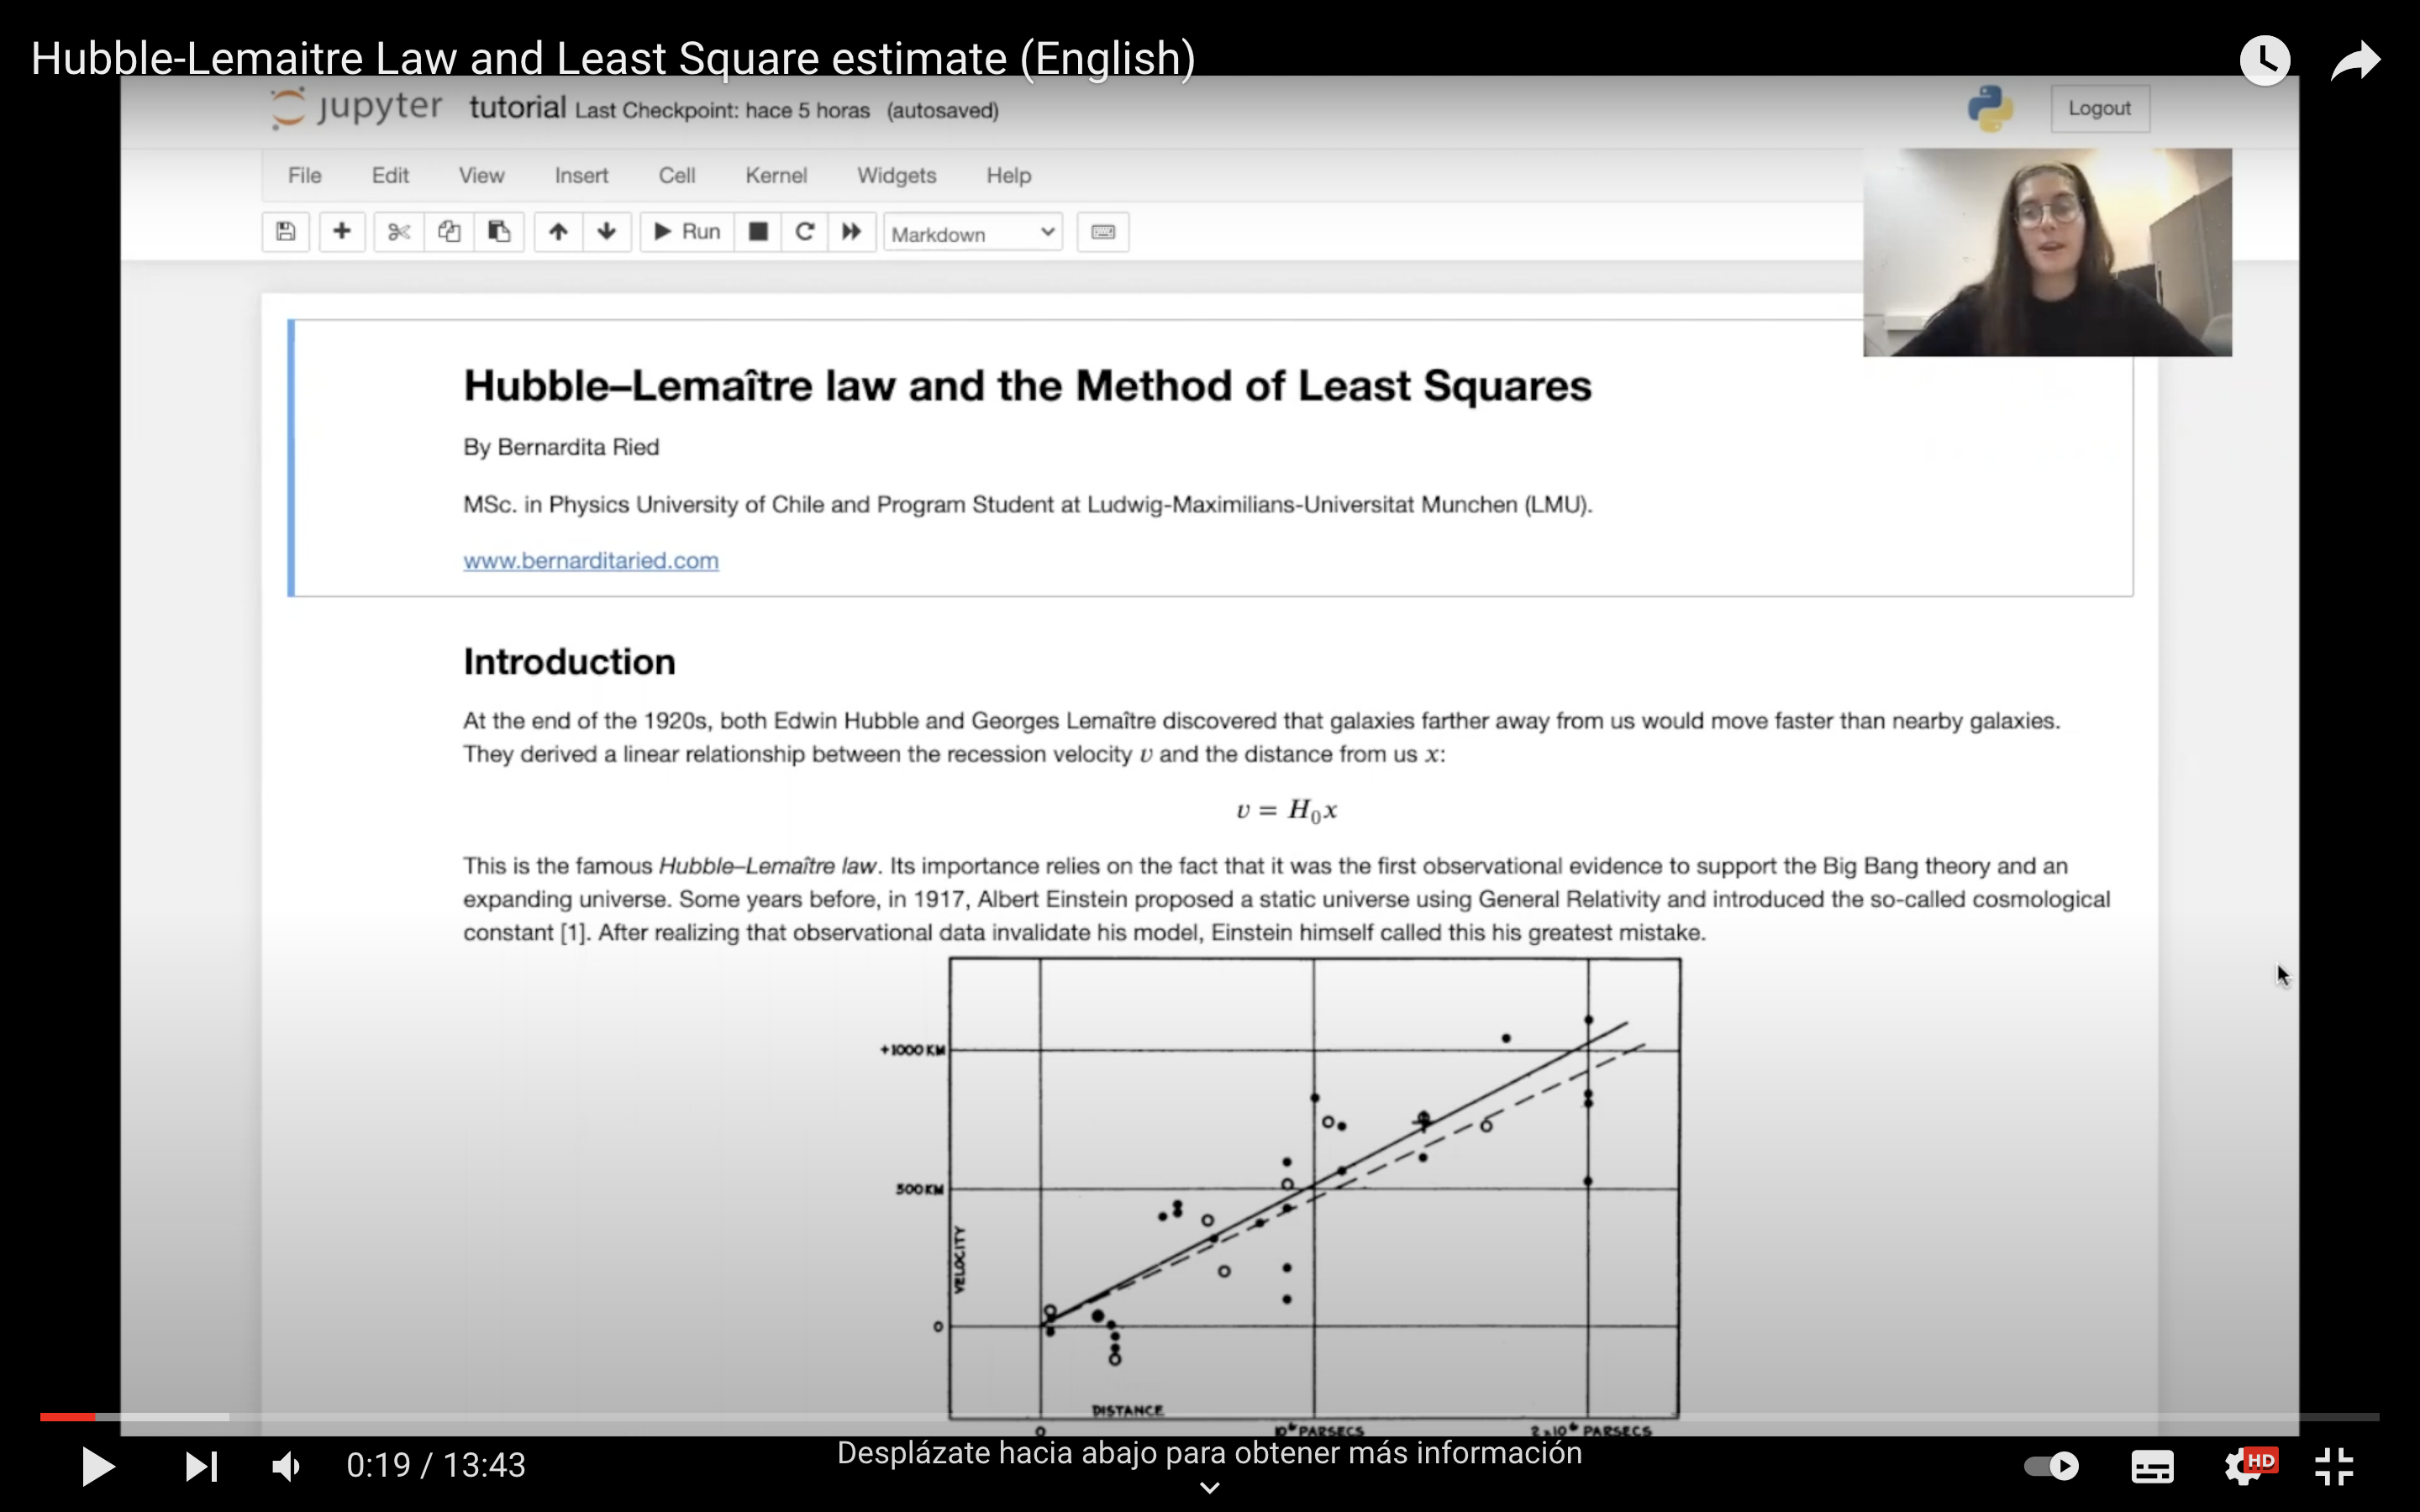 Hubble-Lemaitre Law and Least Square estimate (English)
jupyter tutorial Last Checkpoint: hace 5 horas (autosaved)
Logout
File Edit View Insert Cell Kernel Widgets Help
Run Markdown
Hubble–Lemaître law and the Method of Least Squares
By Bernardita Ried
MSc. in Physics University of Chile and Program Student at Ludwig-Maximilians-Universitat Munchen (LMU).
www.bernarditaried.com
Introduction
At the end of the 1920s, both Edwin Hubble and Georges Lemaître discovered that galaxies farther away from us would move faster than nearby galaxies.
They derived a linear relationship between the recession velocity v and the distance from us x:
v = H₀x
This is the famous Hubble–Lemaître law. Its importance relies on the fact that it was the first observational evidence to support the Big Bang theory and an
expanding universe. Some years before, in 1917, Albert Einstein proposed a static universe using General Relativity and introduced the so-called cosmological
constant [1]. After realizing that observational data invalidate his model, Einstein himself called this his greatest mistake.
+1000 KM
500 KM
VELOCITY
0
DISTANCE
0 10⁶ PARSECS 2x10⁶ PARSECS
0:19 / 13:43
Desplázate hacia abajo para obtener más información
HD